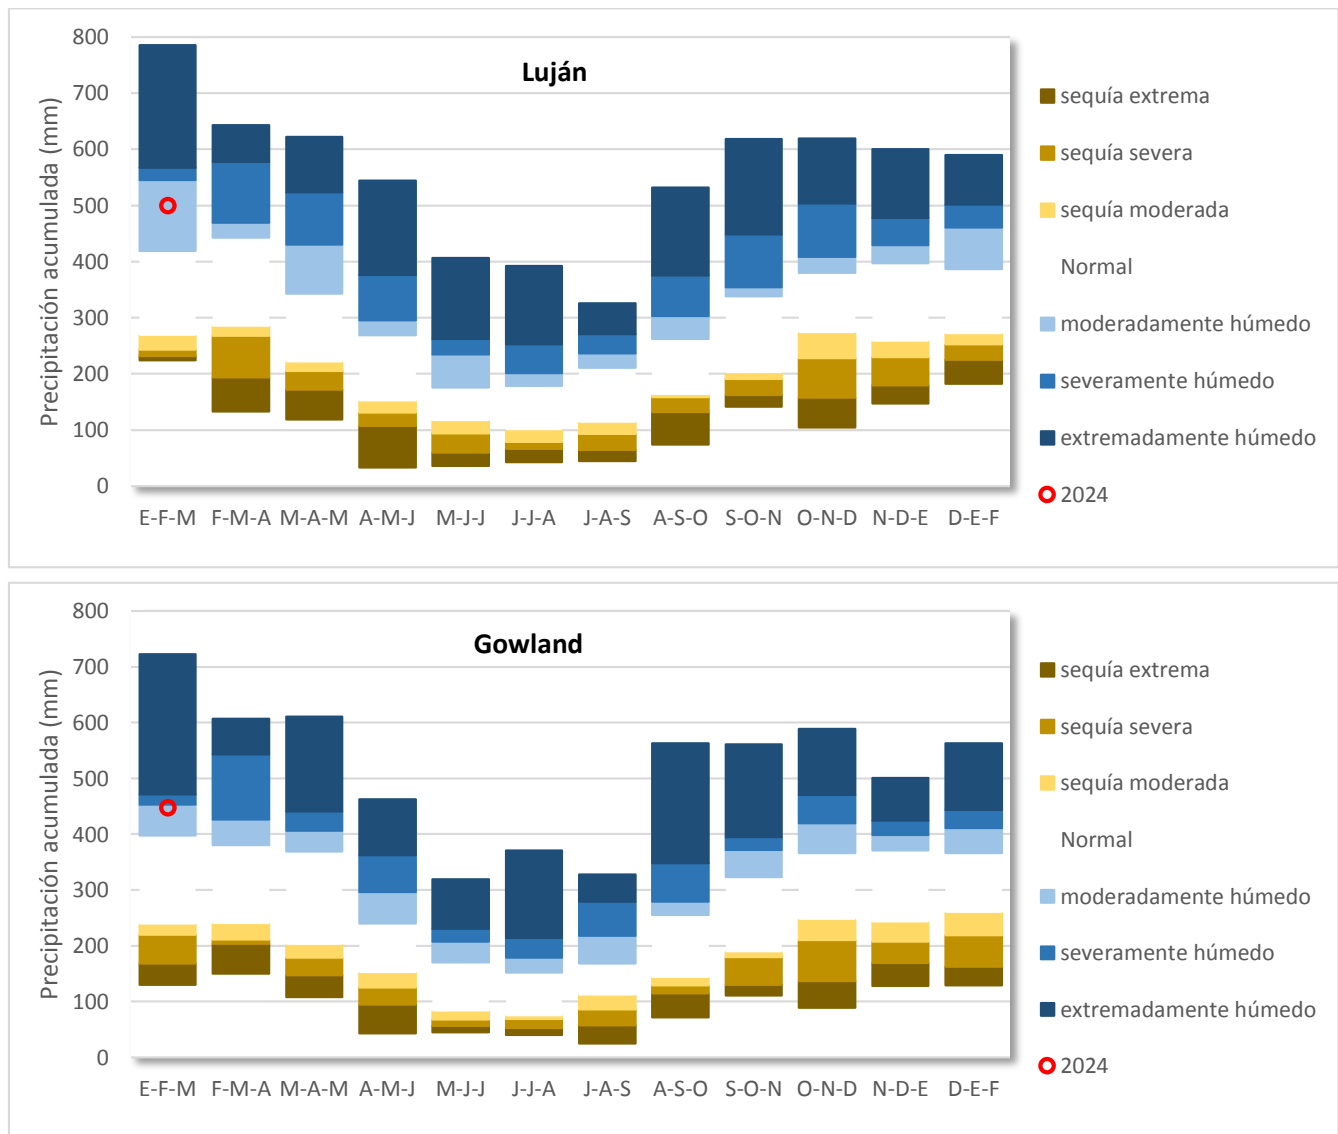 Luján
Precipitación acumulada (mm)
800
700
600
500
400
300
200
100
0
E-F-M F-M-A M-A-M A-M-J M-J-J J-J-A J-A-S A-S-O S-O-N O-N-D N-D-E D-E-F
sequía extrema
sequía severa
sequía moderada
Normal
moderadamente húmedo
severamente húmedo
extremadamente húmedo
2024
Gowland
Precipitación acumulada (mm)
800
700
600
500
400
300
200
100
0
E-F-M F-M-A M-A-M A-M-J M-J-J J-J-A J-A-S A-S-O S-O-N O-N-D N-D-E D-E-F
sequía extrema
sequía severa
sequía moderada
Normal
moderadamente húmedo
severamente húmedo
extremadamente húmedo
2024